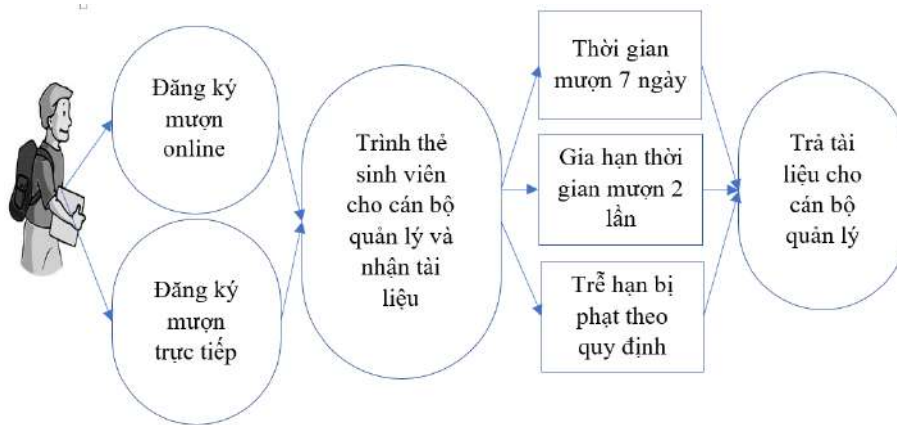 Đăng ký
mượn
online
Đăng ký
mượn
trực tiếp
Trình thẻ
sinh viên
cho cán bộ
quản lý và
nhận tài
liệu
Thời gian
mượn 7 ngày
Gia hạn thời
gian mượn 2
lần
Trễ hạn bị
phạt theo
quy định
Trả tài
liệu cho
cán bộ
quản lý